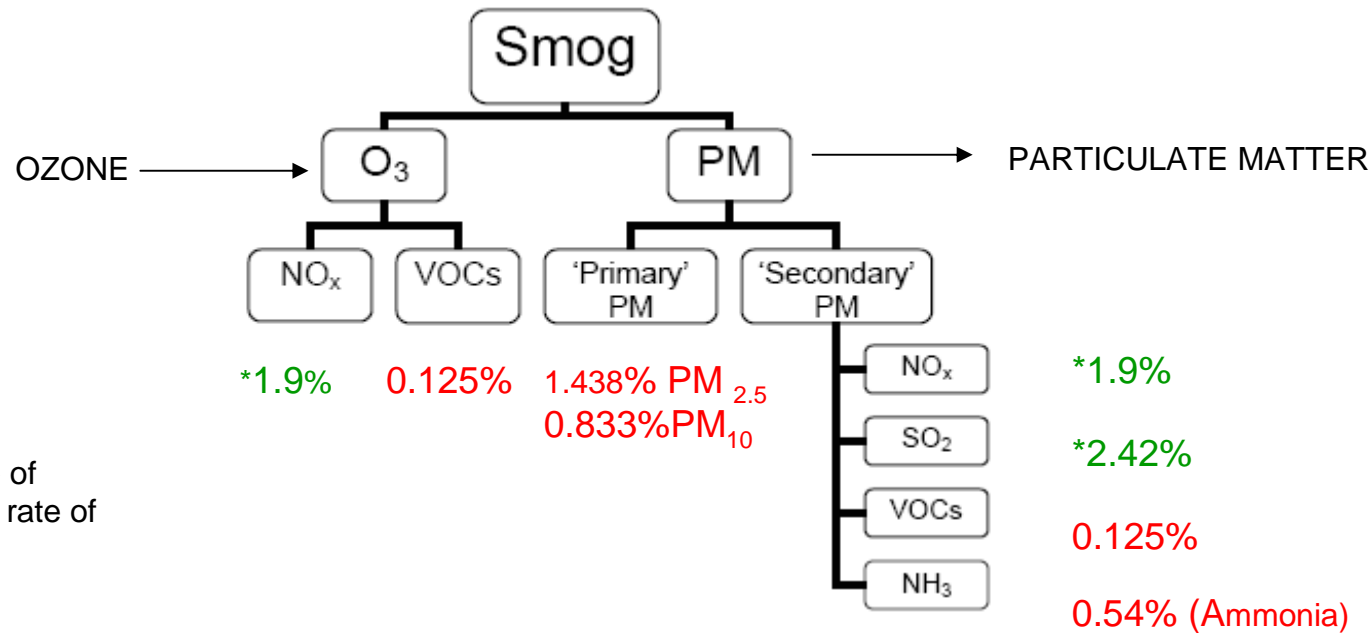 Smog
OZONE
O₃
PM
PARTICULATE MATTER
NOₓ
VOCs
‘Primary’
PM
‘Secondary’
PM
*1.9%
0.125%
1.438% PM ₂.₅
0.833%PM₁₀
NOₓ
*1.9%
SO₂
*2.42%
of
rate of
VOCs
0.125%
NH₃
0.54% (Ammonia)